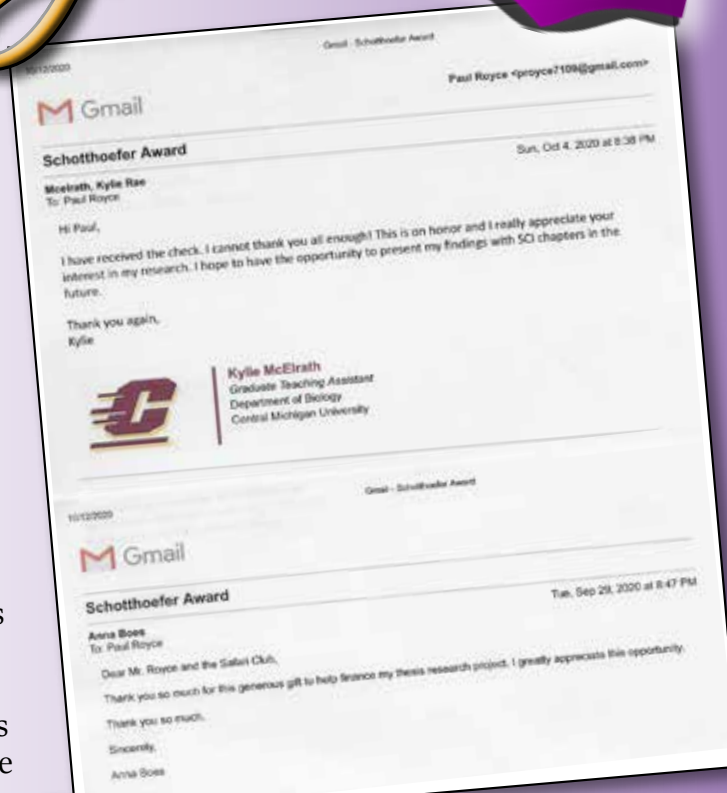 10/12/2020
Gmail - Schotthoefer Award
Gmail
Paul Royce <proyce7109@gmail.com>
Schotthoefer Award
Sun, Oct 4, 2020 at 8:38 PM
Mcelrath, Kylie Rae
To: Paul Royce
Hi Paul,
I have received the check. I cannot thank you all enough! This is on honor and I really appreciate your
interest in my research. I hope to have the opportunity to present my findings with SCI chapters in the
future.
Thank you again,
Kylie
C
Kylie McElrath
Graduate Teaching Assistant
Department of Biology
Central Michigan University
10/12/2020
Gmail - Schotthoefer Award
Gmail
Schotthoefer Award
Tue, Sep 29, 2020 at 8:47 PM
Anna Boes
To: Paul Royce
Dear Mr. Royce and the Safari Club,
Thank you so much for this generous gift to help finance my thesis research project. I greatly appreciate this opportunity.
Thank you so much,
Sincerely,
Anna Boes
s
s
e